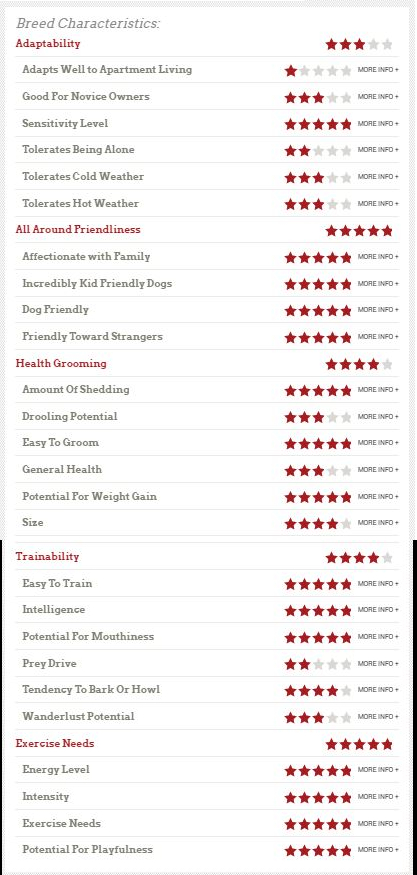 Breed Characteristics:
Adaptability
Adapts Well to Apartment Living MORE INFO +
Good For Novice Owners MORE INFO +
Sensitivity Level MORE INFO +
Tolerates Being Alone MORE INFO +
Tolerates Cold Weather MORE INFO +
Tolerates Hot Weather MORE INFO +
All Around Friendliness
Affectionate with Family MORE INFO +
Incredibly Kid Friendly Dogs MORE INFO +
Dog Friendly MORE INFO +
Friendly Toward Strangers MORE INFO +
Health Grooming
Amount Of Shedding MORE INFO +
Drooling Potential MORE INFO +
Easy To Groom MORE INFO +
General Health MORE INFO +
Potential For Weight Gain MORE INFO +
Size MORE INFO +
Trainability
Easy To Train MORE INFO +
Intelligence MORE INFO +
Potential For Mouthiness MORE INFO +
Prey Drive MORE INFO +
Tendency To Bark Or Howl MORE INFO +
Wanderlust Potential MORE INFO +
Exercise Needs
Energy Level MORE INFO +
Intensity MORE INFO +
Exercise Needs MORE INFO +
Potential For Playfulness MORE INFO +